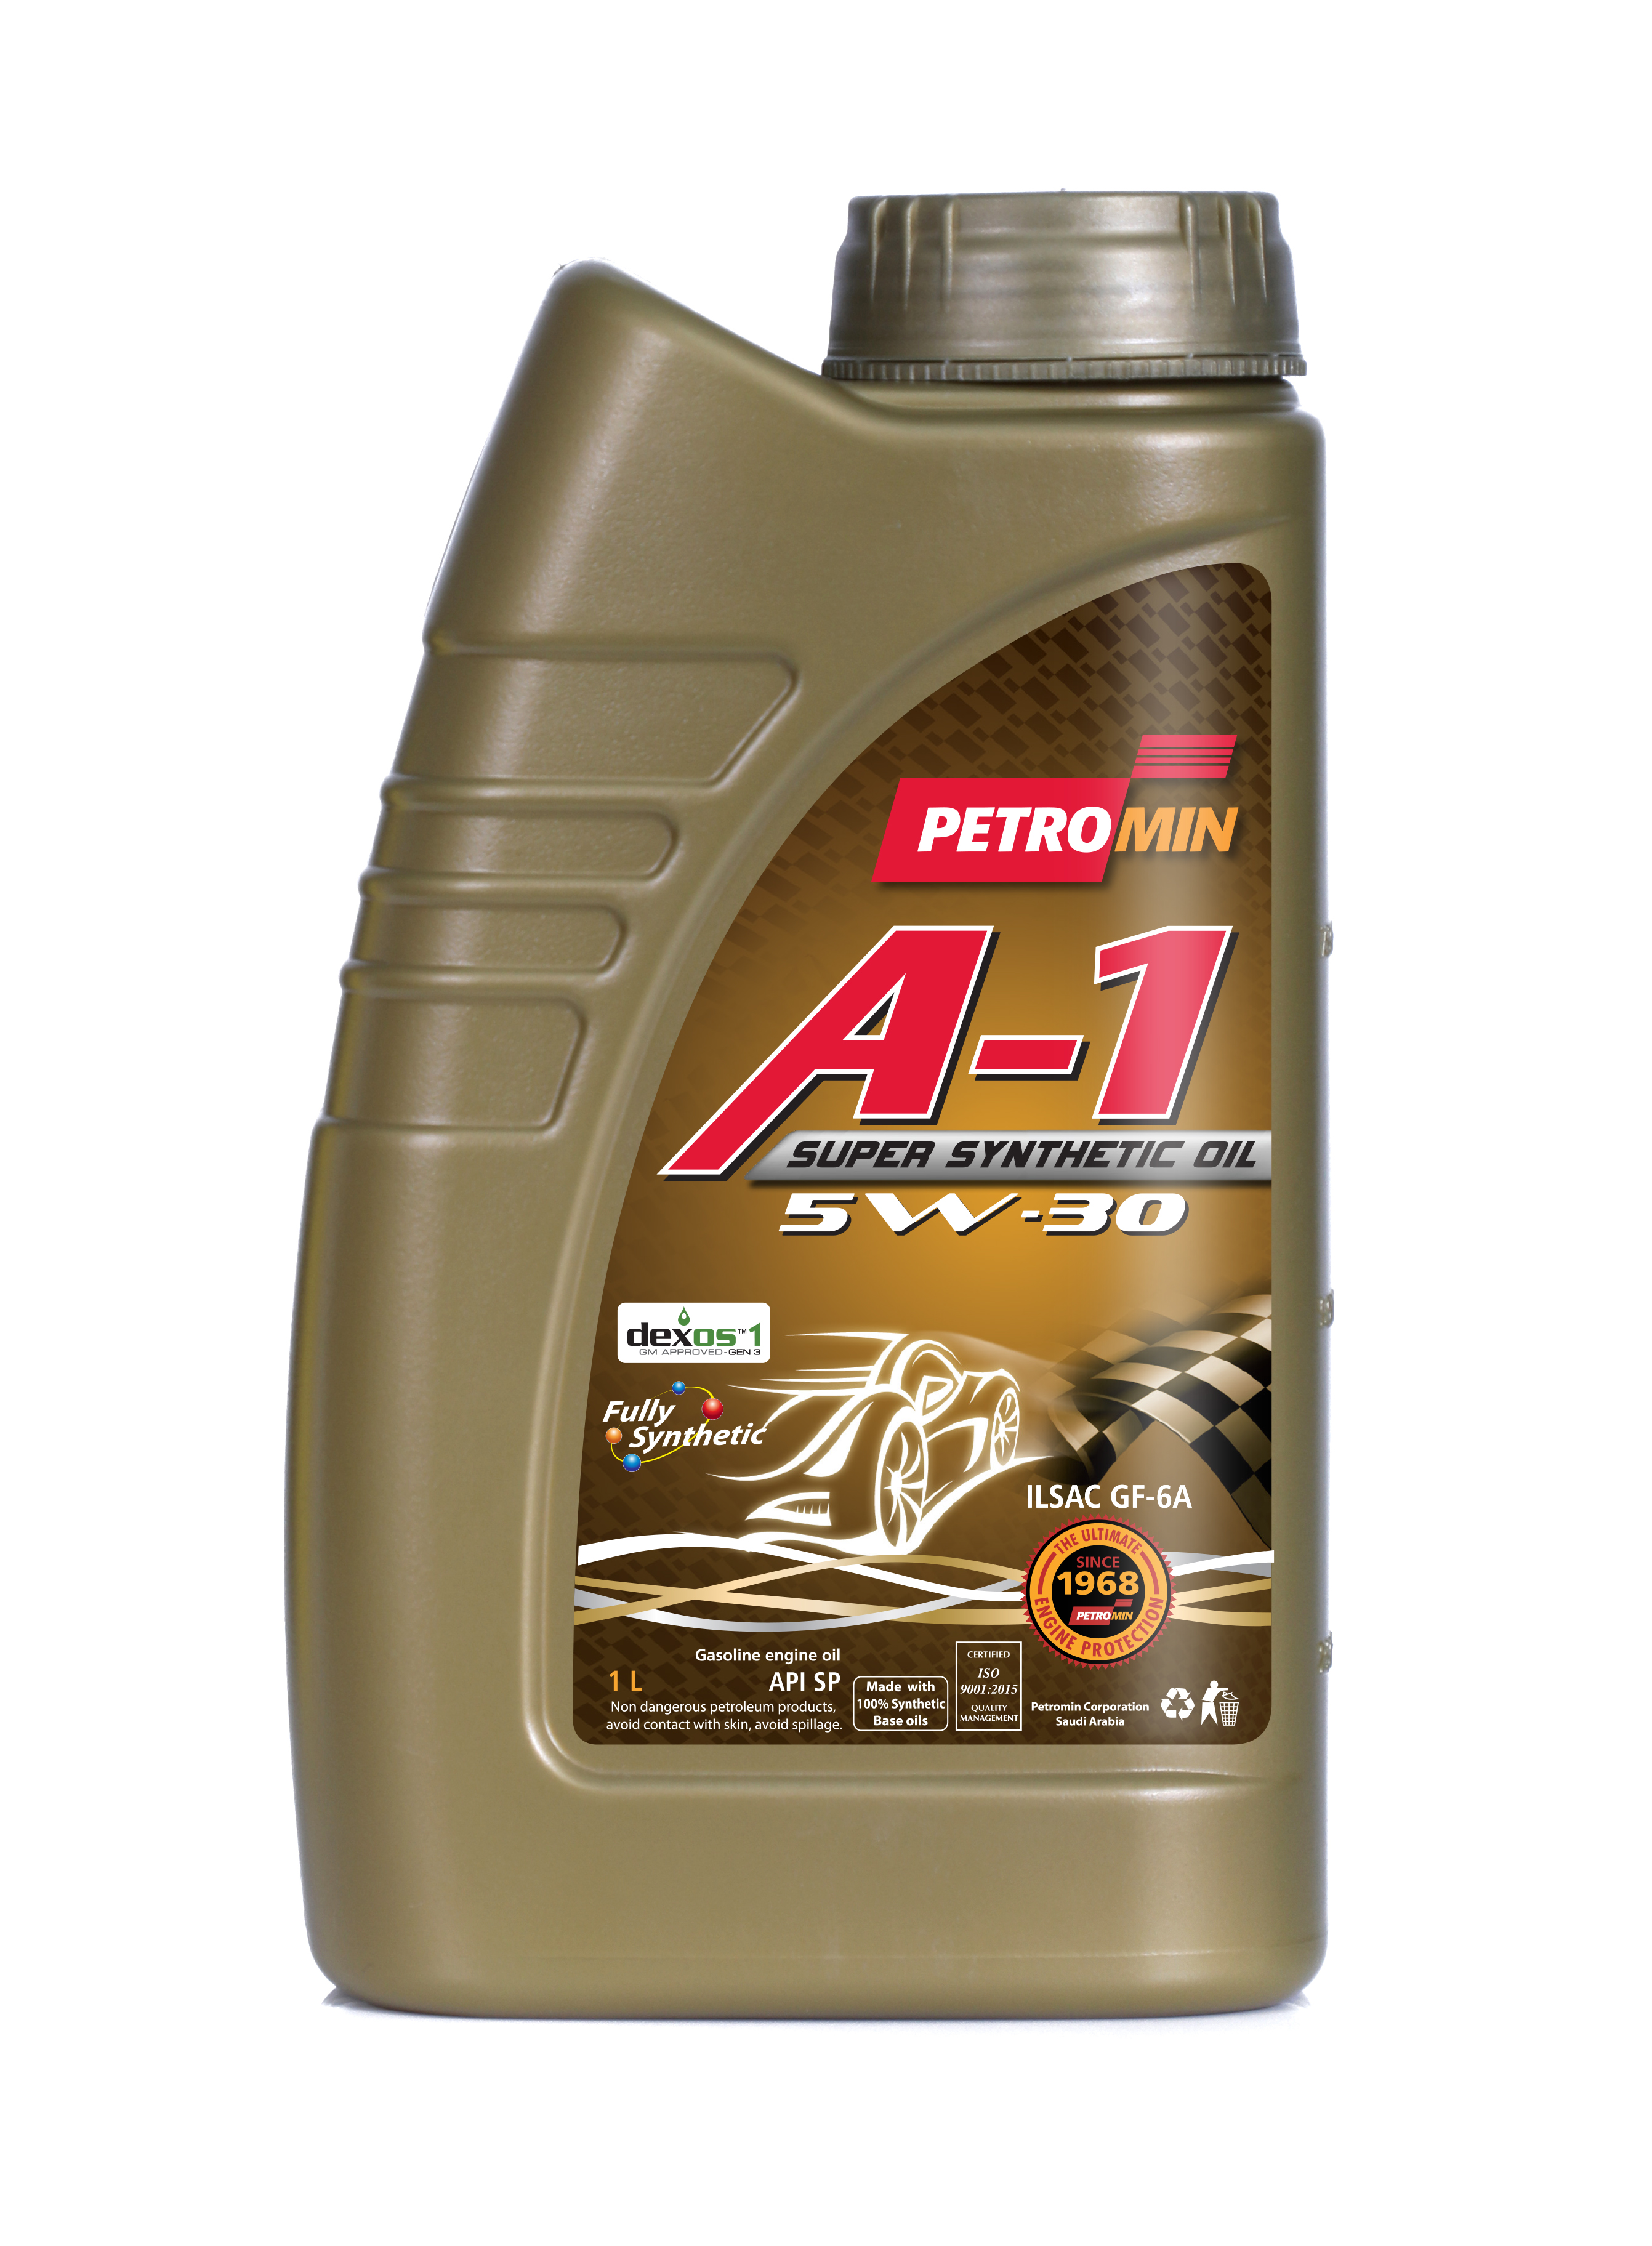 PETROMIN
A-1
SUPER SYNTHETIC OIL
5W-30
dexos™1
GM APPROVED-GEN 3
Fully
Synthetic
ILSAC GF-6A
THE ULTIMATE
SINCE
1968
PETROMIN
ENGINE PROTECTION
Gasoline engine oil
1 L
API SP
Non dangerous petroleum products,
avoid contact with skin, avoid spillage.
Made with
100% Synthetic
Base oils
CERTIFIED
ISO
9001:2015
QUALITY
MANAGEMENT
Petromin Corporation
Saudi Arabia